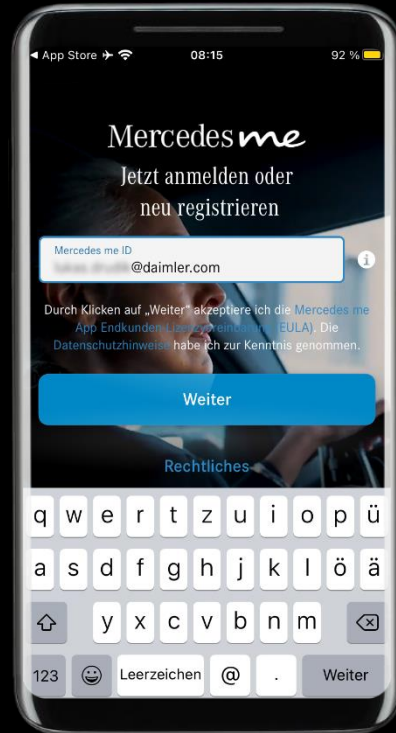 App Store
08:15
92 %
Mercedes me
Jetzt anmelden oder
neu registrieren
Mercedes me ID
@daimler.com
Durch Klicken auf „Weiter“ akzeptiere ich die Mercedes me
App Endkunden-Lizenzvereinbarung (EULA). Die
Datenschutzhinweise habe ich zur Kenntnis genommen.
Weiter
Rechtliches
q w e r t z u i o p ü
a s d f g h j k l ö ä
y x c v b n m
123 Leerzeichen @ . Weiter